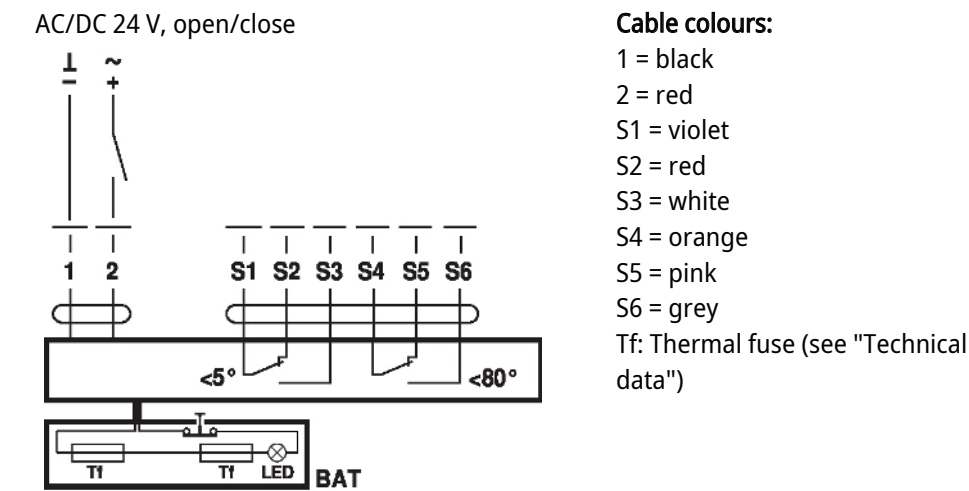 AC/DC 24 V, open/close
⊥ ~
– +
1 2 S1 S2 S3 S4 S5 S6
<5° <80°
T
Tf Tf LED
BAT
Cable colours:
1 = black
2 = red
S1 = violet
S2 = red
S3 = white
S4 = orange
S5 = pink
S6 = grey
Tf: Thermal fuse (see "Technical
data")